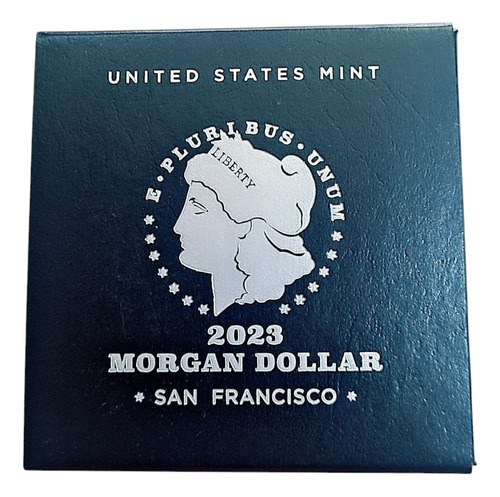 UNITED STATES MINT
E • PLURIBUS • UNUM
LIBERTY
2023
MORGAN DOLLAR
* SAN FRANCISCO *